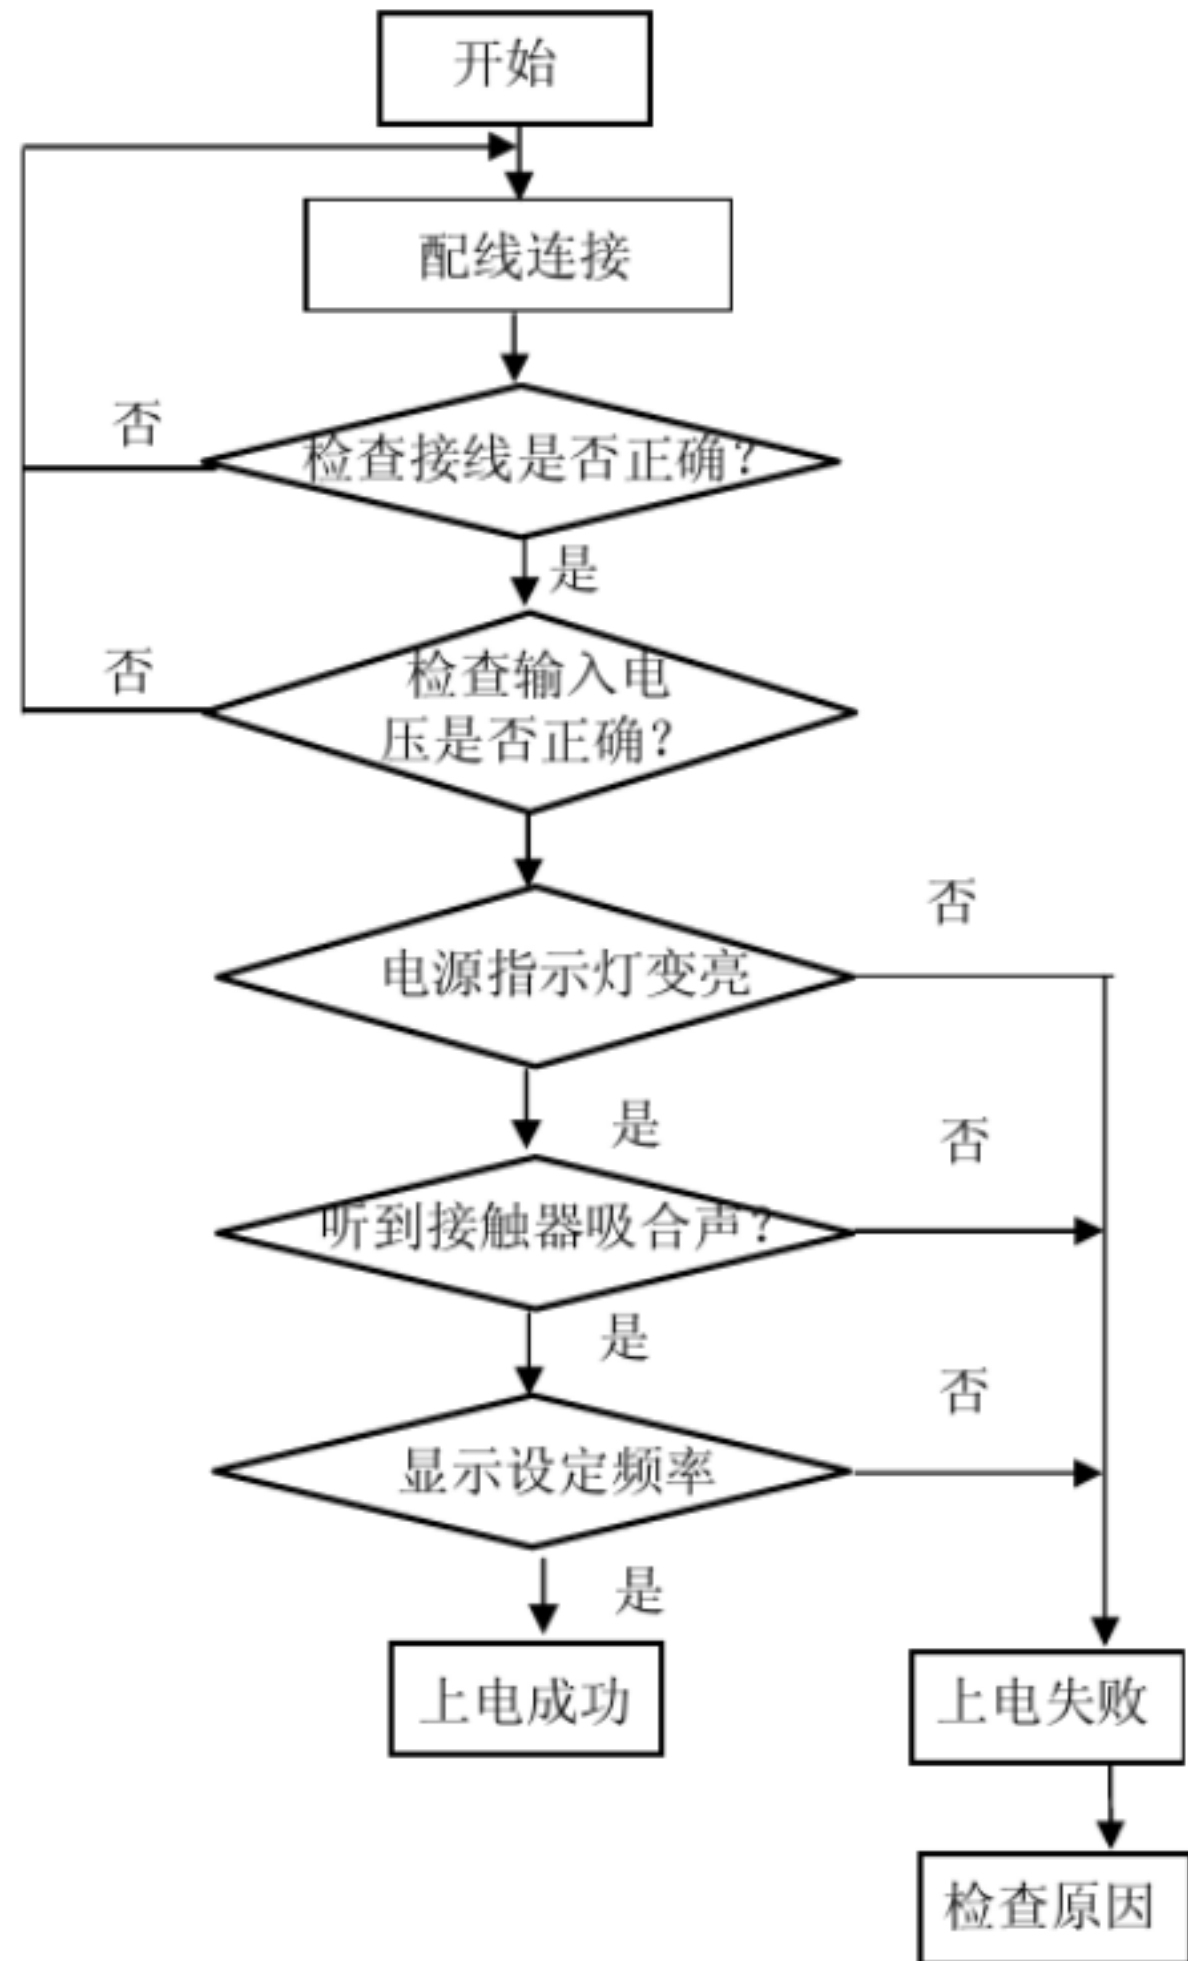 开始
配线连接
否
检查接线是否正确？
是
否
检查输入电
压是否正确？
否
电源指示灯变亮
是
否
听到接触器吸合声？
是
否
显示设定频率
是
上电成功
上电失败
检查原因